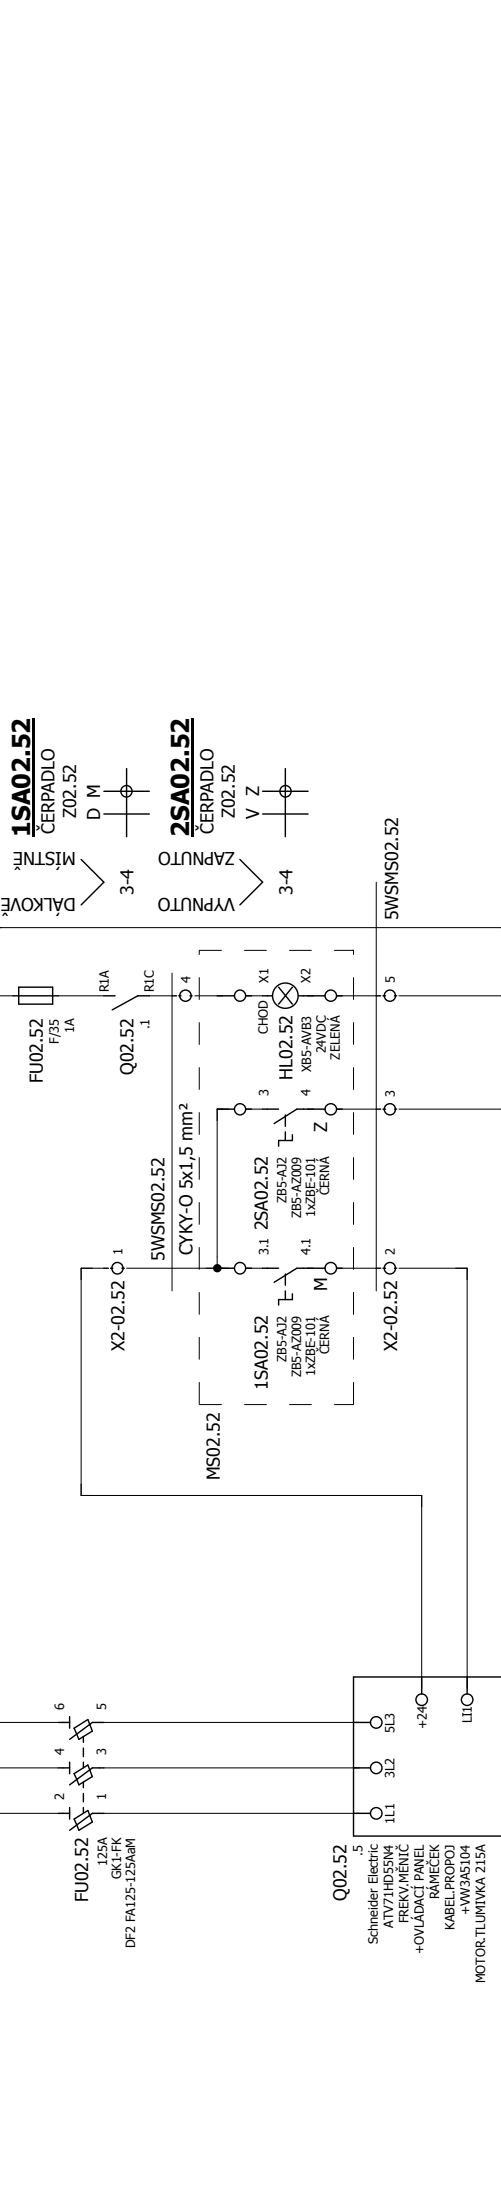 1SA02.52
ČERPADLO
Z02.52
D M
DÁLKOVĚ
MÍSTNĚ
3-4
2SA02.52
ČERPADLO
Z02.52
V Z
VYPNUTO
ZAPNUTO
3-4
5WSMS02.52
FU02.52
F/35
1A
R1A
R1C
Q02.52
.1
4
X1
X2
CHOD
HL02.52
XB5-AVB3
24VDC
ZELENÁ
5
5WSMS02.52
CYKY-O 5x1,5 mm²
3
4
Z
2SA02.52
ZB5-AJ2
ZB5-AZ009
1xZBE-101
ČERNÁ
3
X2-02.52
1
3.1
4.1
M
1SA02.52
ZB5-AJ2
ZB5-AZ009
1xZBE-101
ČERNÁ
2
X2-02.52
MS02.52
6
5
4
3
2
1
FU02.52
125A
GK1-FK
DF2 FA125-125AaM
5L3
3L2
1L1
+24
LI1
Q02.52
.5
Schneider Electric
ATV71HD55N4
FREKV.MĚNIČ
+OVLÁDACÍ PANEL
RÁMEČEK
KABEL.PROPOJ
+VW3A5104
MOTOR.TLUMIVKA 215A